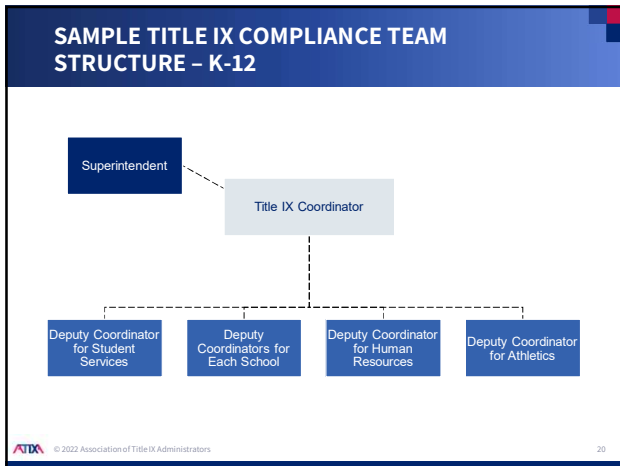 SAMPLE TITLE IX COMPLIANCE TEAM
STRUCTURE – K-12
Superintendent
Title IX Coordinator
Deputy Coordinator
for Student
Services
Deputy
Coordinators for
Each School
Deputy Coordinator
for Human
Resources
Deputy Coordinator
for Athletics
ATIXA © 2022 Association of Title IX Administrators
20